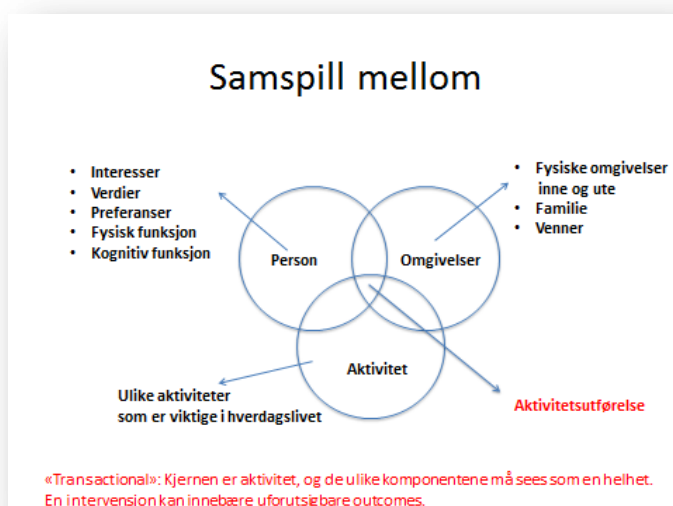 Samspill mellom
• Interesser
• Verdier
• Preferanser
• Fysisk funksjon
• Kognitiv funksjon
• Fysiske omgivelser
inne og ute
• Familie
• Venner
Person
Omgivelser
Aktivitet
Ulike aktiviteter
som er viktige i hverdagslivet
Aktivitetsutførelse
«Transactional»: Kjernen er aktivitet, og de ulike komponentene må sees som en helhet.
En intervensjon kan innebære uforutsigbare outcomes.